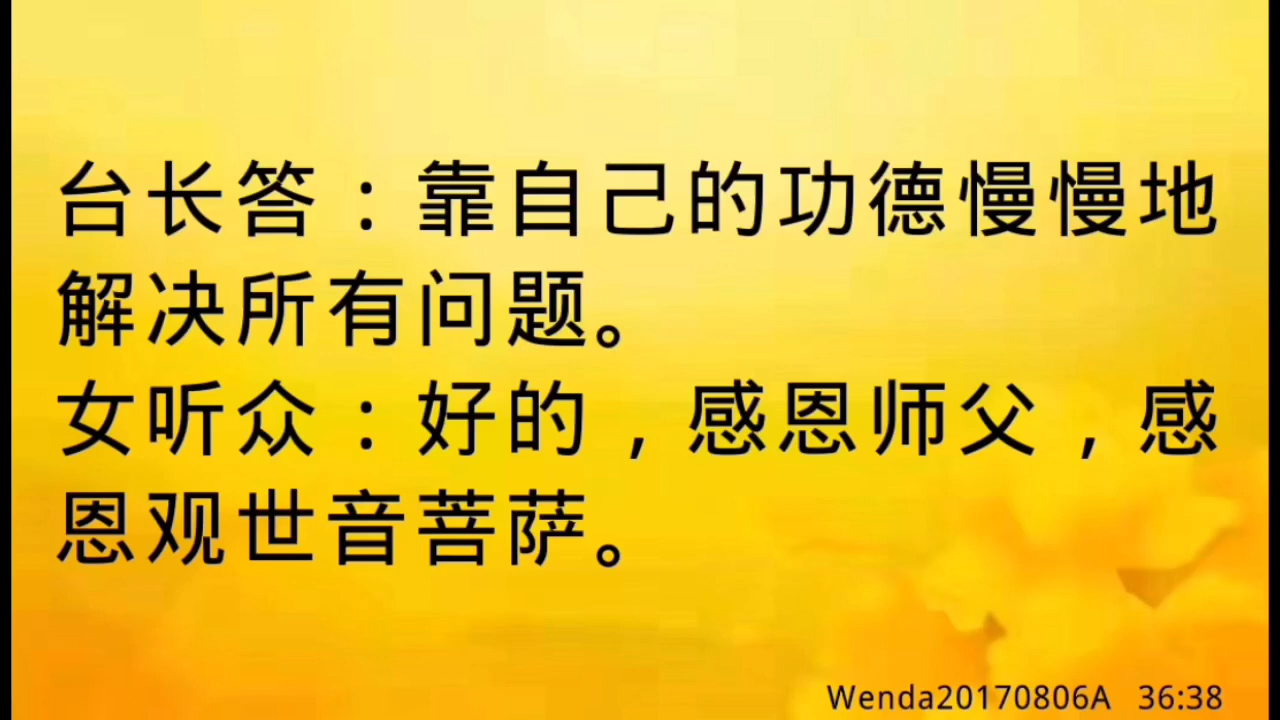 台长答：靠自己的功德慢慢地
解决所有问题。
女听众：好的，感恩师父，感
恩观世音菩萨。
Wenda20170806A 36:38